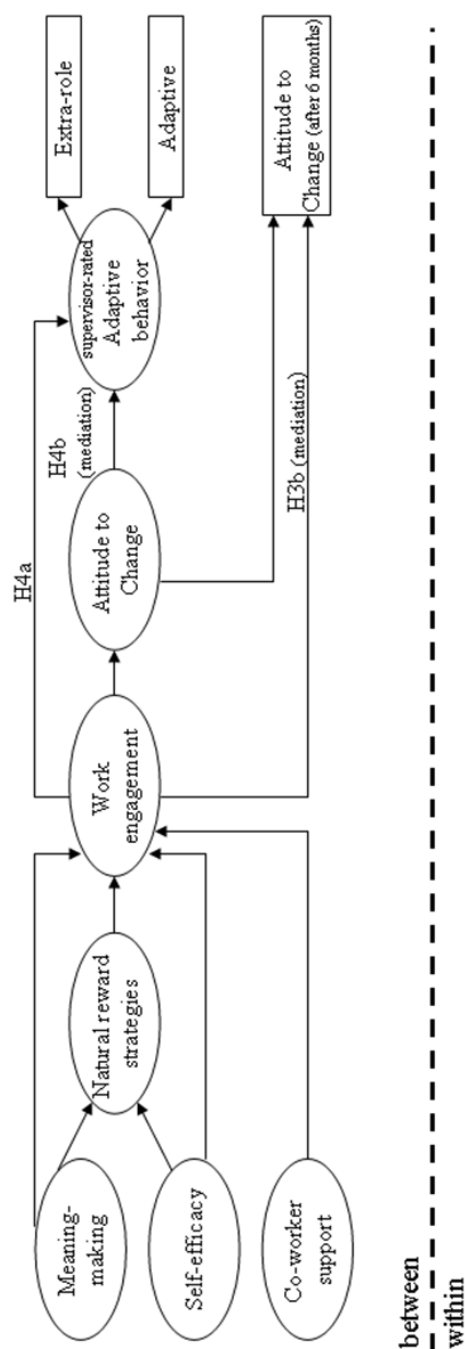 Meaning-
making
Self-efficacy
Co-worker
support
Natural reward
strategies
Work
engagement
H4a
Attitude to
Change
H4b
(mediation)
H3b (mediation)
supervisor-rated
Adaptive
behavior
Extra-role
Adaptive
Attitude to
Change (after 6 months)
between
within